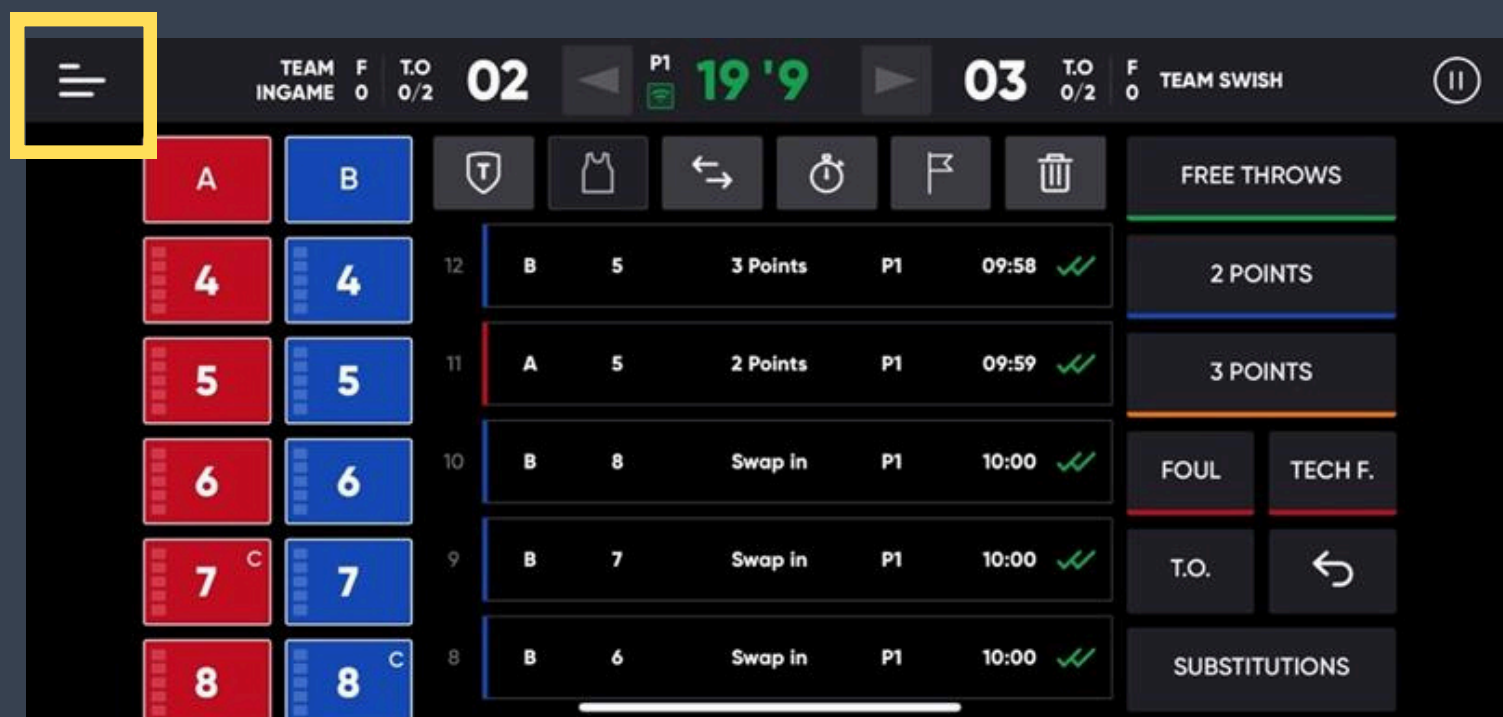 TEAM INGAME F 0 T.O 0/2 02 P1 19 '9 03 T.O 0/2 F 0 TEAM SWISH
A B T FREE THROWS
4 4 12 B 5 3 Points P1 09:58 2 POINTS
5 5 11 A 5 2 Points P1 09:59 3 POINTS
6 6 10 B 8 Swap in P1 10:00 FOUL TECH F.
7 C 7 9 B 7 Swap in P1 10:00 T.O.
8 8 C 8 B 6 Swap in P1 10:00 SUBSTITUTIONS